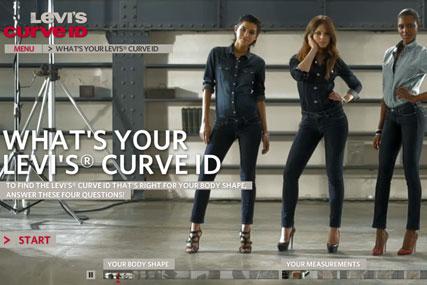 LEVI'S
CURVE ID
MENU > WHAT'S YOUR LEVI'S® CURVE ID
WHAT'S YOUR
LEVI'S® CURVE ID
TO FIND THE LEVI'S® CURVE ID THAT'S RIGHT FOR YOUR BODY SHAPE,
ANSWER THESE FOUR QUESTIONS!
> START
YOUR BODY SHAPE
YOUR MEASUREMENTS